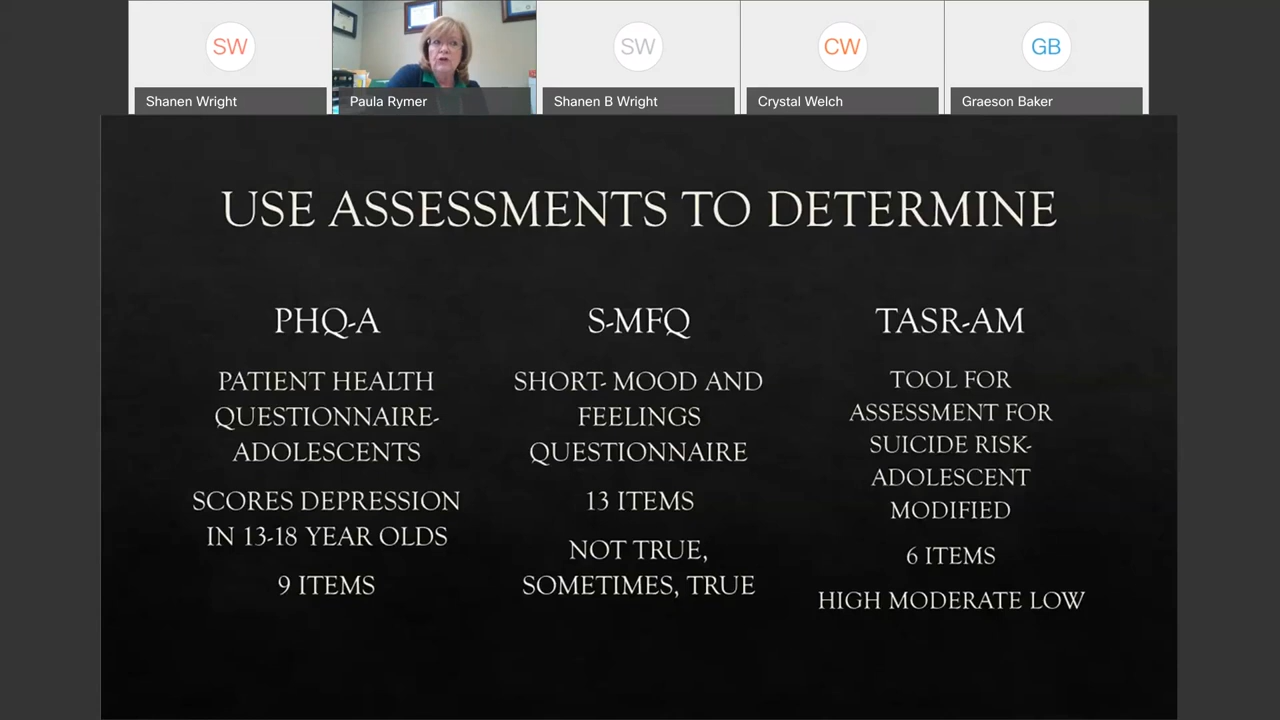 SW
SW
CW
GB
Shanen Wright
Paula Rymer
Shanen B Wright
Crystal Welch
Graeson Baker
USE ASSESSMENTS TO DETERMINE
PHQ-A
PATIENT HEALTH
QUESTIONNAIRE-
ADOLESCENTS
SCORES DEPRESSION
IN 13-18 YEAR OLDS
9 ITEMS
S-MFQ
SHORT- MOOD AND
FEELINGS
QUESTIONNAIRE
13 ITEMS
NOT TRUE,
SOMETIMES, TRUE
TASR-AM
TOOL FOR
ASSESSMENT FOR
SUICIDE RISK-
ADOLESCENT
MODIFIED
6 ITEMS
HIGH MODERATE LOW